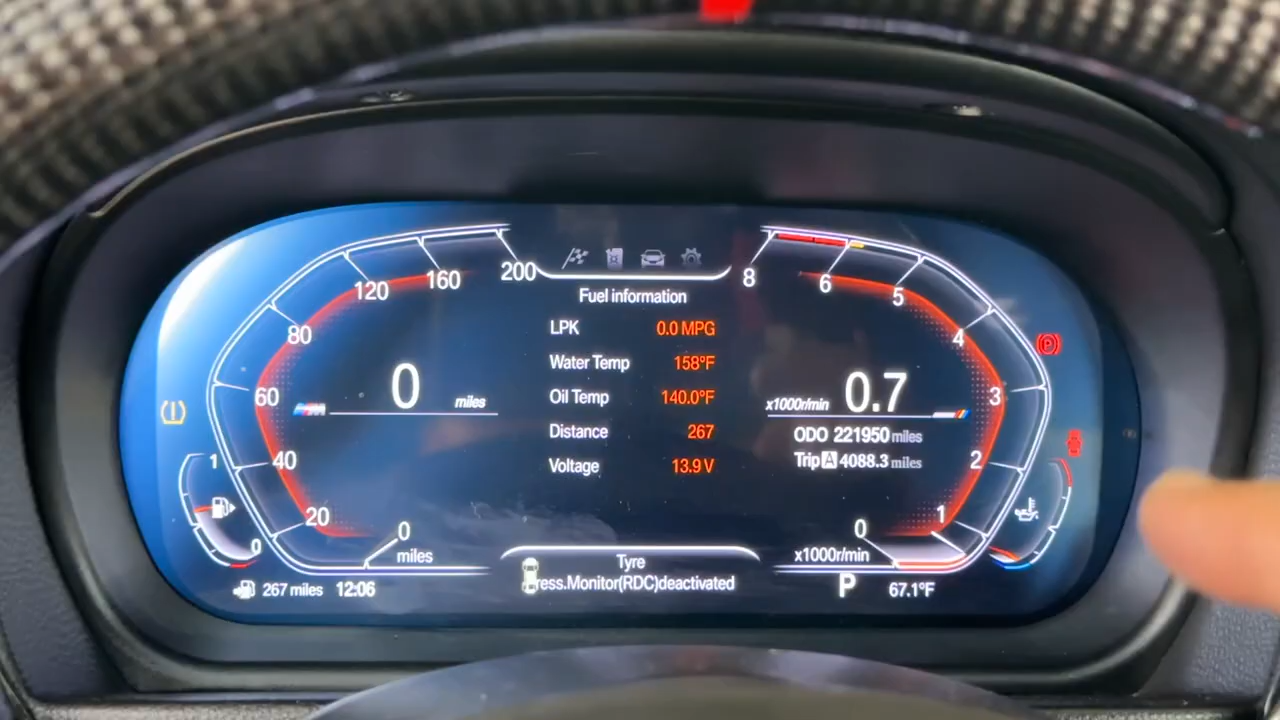 200
160
120
80
60
40
20
0
0
miles
miles
1
0
267 miles
12:06
Fuel information
LPK 0.0 MPG
Water Temp 158°F
Oil Temp 140.0°F
Distance 267
Voltage 13.9 V
Tyre
ress.Monitor(RDC)deactivated
8
6
5
4
3
2
1
0
x1000r/min
0.7
ODO 221950 miles
Trip A 4088.3 miles
x1000r/min
P
67.1°F
P